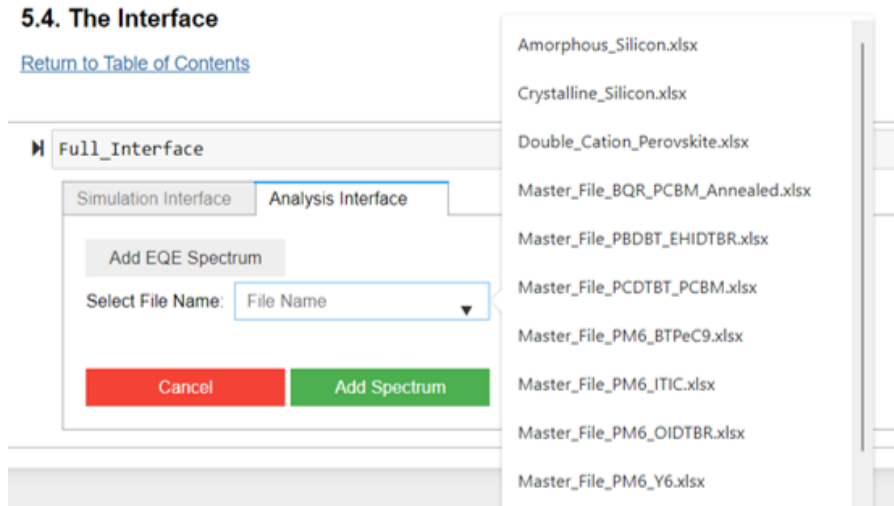 5.4. The Interface
Return to Table of Contents
Full_Interface
Simulation Interface
Analysis Interface
Add EQE Spectrum
Select File Name:
File Name
Cancel
Add Spectrum
Amorphous_Silicon.xlsx
Crystalline_Silicon.xlsx
Double_Cation_Perovskite.xlsx
Master_File_BQR_PCBM_Annealed.xlsx
Master_File_PBDBT_EHIDTBR.xlsx
Master_File_PCDTBT_PCBM.xlsx
Master_File_PM6_BTPeC9.xlsx
Master_File_PM6_ITIC.xlsx
Master_File_PM6_OIDTBR.xlsx
Master_File_PM6_Y6.xlsx